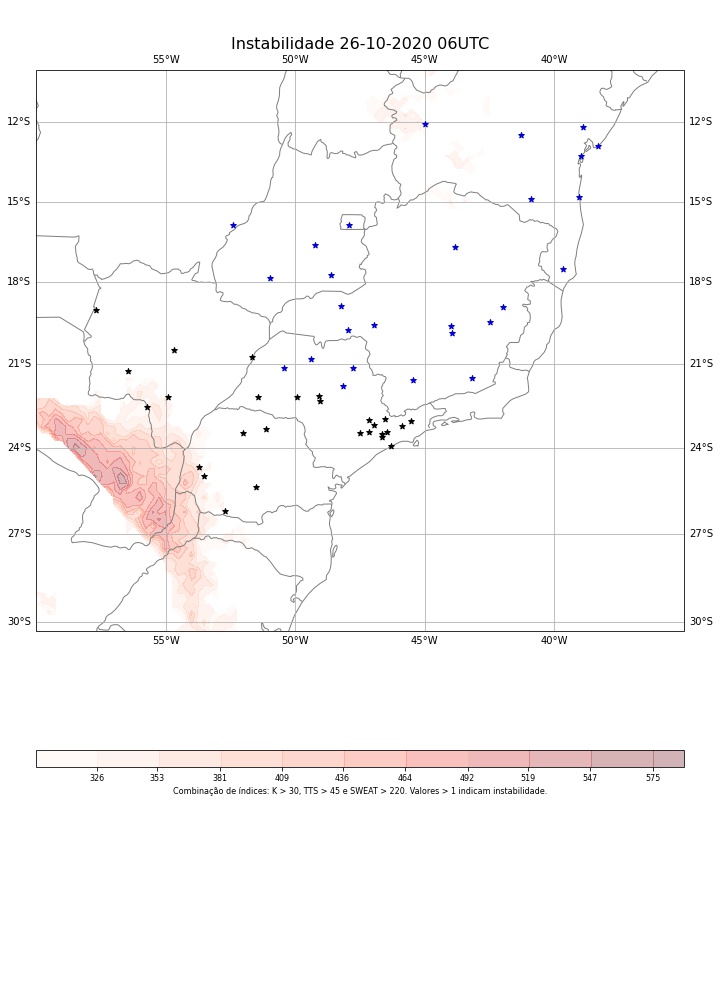 Instabilidade 26-10-2020 06UTC
55°W 50°W 45°W 40°W
12°S 12°S
15°S 15°S
18°S 18°S
21°S 21°S
24°S 24°S
27°S 27°S
30°S 30°S
55°W 50°W 45°W 40°W
326 353 381 409 436 464 492 519 547 575
Combinação de índices: K > 30, TTS > 45 e SWEAT > 220. Valores > 1 indicam instabilidade.